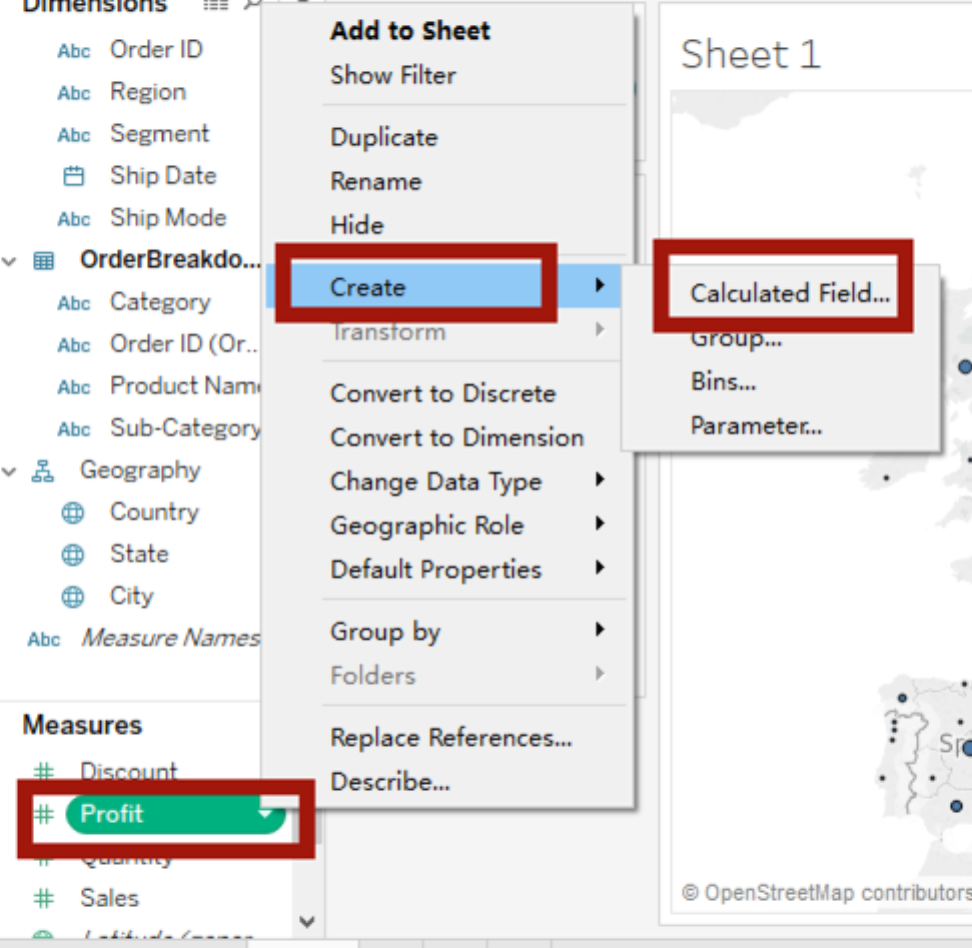 Dimensions
Abc Order ID
Abc Region
Abc Segment
Ship Date
Abc Ship Mode
OrderBreakdo...
Abc Category
Abc Order ID (Or...
Abc Product Name
Abc Sub-Category
Geography
Country
State
City
Abc Measure Names
Measures
# Discount
# Profit
# Quantity
# Sales
Add to Sheet
Show Filter
Duplicate
Rename
Hide
Create
Transform
Convert to Discrete
Convert to Dimension
Change Data Type
Geographic Role
Default Properties
Group by
Folders
Replace References...
Describe...
Calculated Field...
Group...
Bins...
Parameter...
Sheet 1
Sp
© OpenStreetMap contributors